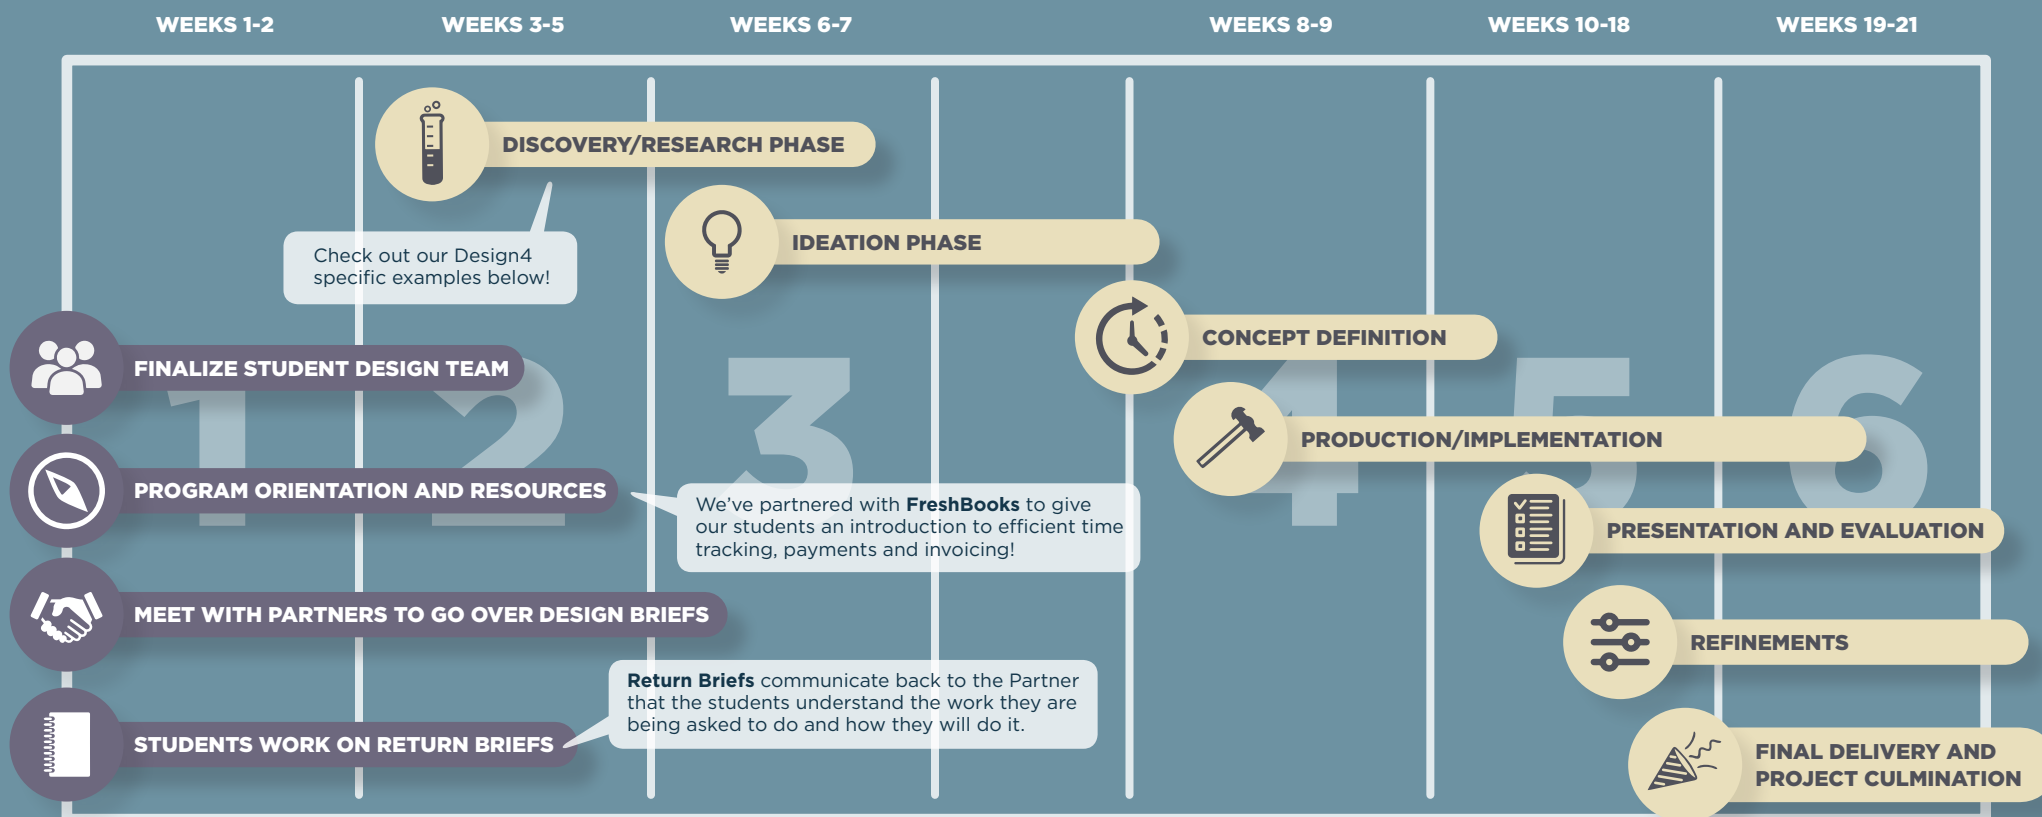 WEEKS 1-2
WEEKS 3-5
WEEKS 6-7
WEEKS 8-9
WEEKS 10-18
WEEKS 19-21
DISCOVERY/RESEARCH PHASE
IDEATION PHASE
Check out our Design4
specific examples below!
CONCEPT DEFINITION
FINALIZE STUDENT DESIGN TEAM
1
2
3
4
5
6
PRODUCTION/IMPLEMENTATION
PROGRAM ORIENTATION AND RESOURCES
We've partnered with FreshBooks to give
our students an introduction to efficient time
tracking, payments and invoicing!
PRESENTATION AND EVALUATION
MEET WITH PARTNERS TO GO OVER DESIGN BRIEFS
REFINEMENTS
Return Briefs communicate back to the Partner
that the students understand the work they are
being asked to do and how they will do it.
STUDENTS WORK ON RETURN BRIEFS
FINAL DELIVERY AND
PROJECT CULMINATION